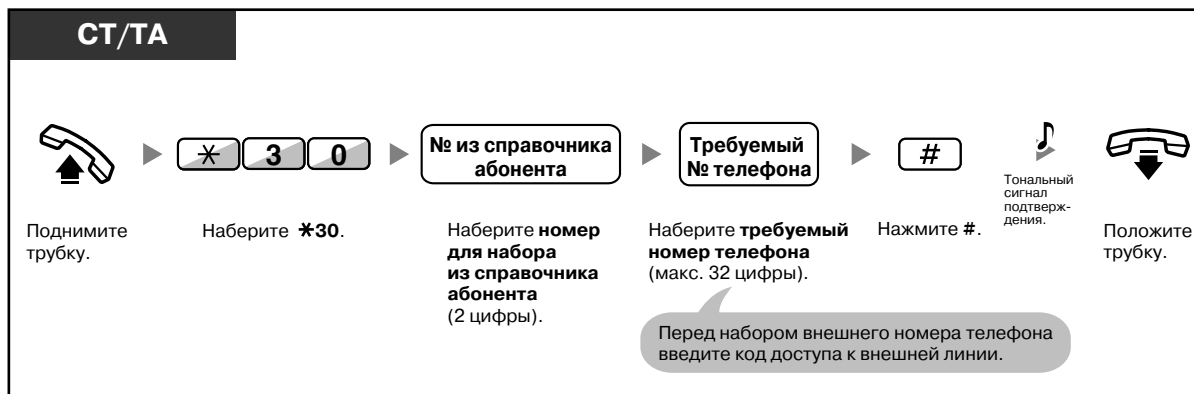 СТ/ТА
* 3 0
№ из справочника
абонента
Требуемый
№ телефона
#
Тональный
сигнал
подтверж-
дения.
Поднимите
трубку.
Наберите *30.
Наберите номер
для набора
из справочника
абонента
(2 цифры).
Наберите требуемый
номер телефона
(макс. 32 цифры).
Нажмите #.
Положите
трубку.
Перед набором внешнего номера телефона
введите код доступа к внешней линии.